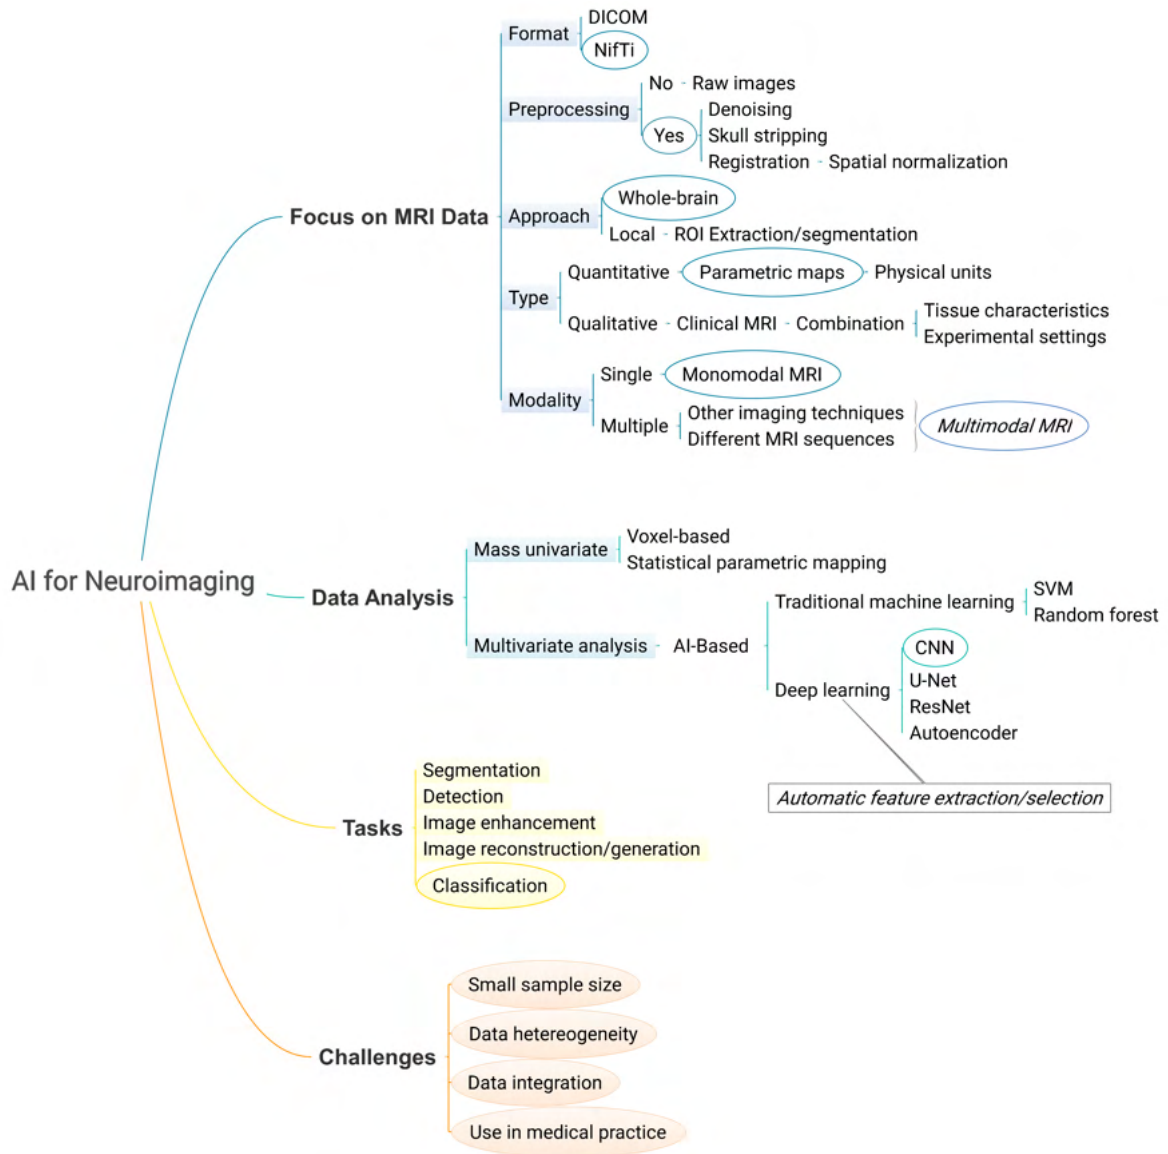 AI for Neuroimaging
Focus on MRI Data
Format
DICOM
NifTi
Preprocessing
No - Raw images
Yes
Denoising
Skull stripping
Registration - Spatial normalization
Approach
Whole-brain
Local - ROI Extraction/segmentation
Type
Quantitative
Parametric maps
Physical units
Qualitative - Clinical MRI - Combination
Tissue characteristics
Experimental settings
Modality
Single
Monomodal MRI
Multiple
Other imaging techniques
Different MRI sequences
Multimodal MRI
Data Analysis
Mass univariate
Voxel-based
Statistical parametric mapping
Multivariate analysis - AI-Based
Traditional machine learning
SVM
Random forest
Deep learning
CNN
U-Net
ResNet
Autoencoder
Automatic feature extraction/selection
Tasks
Segmentation
Detection
Image enhancement
Image reconstruction/generation
Classification
Challenges
Small sample size
Data hetereogeneity
Data integration
Use in medical practice